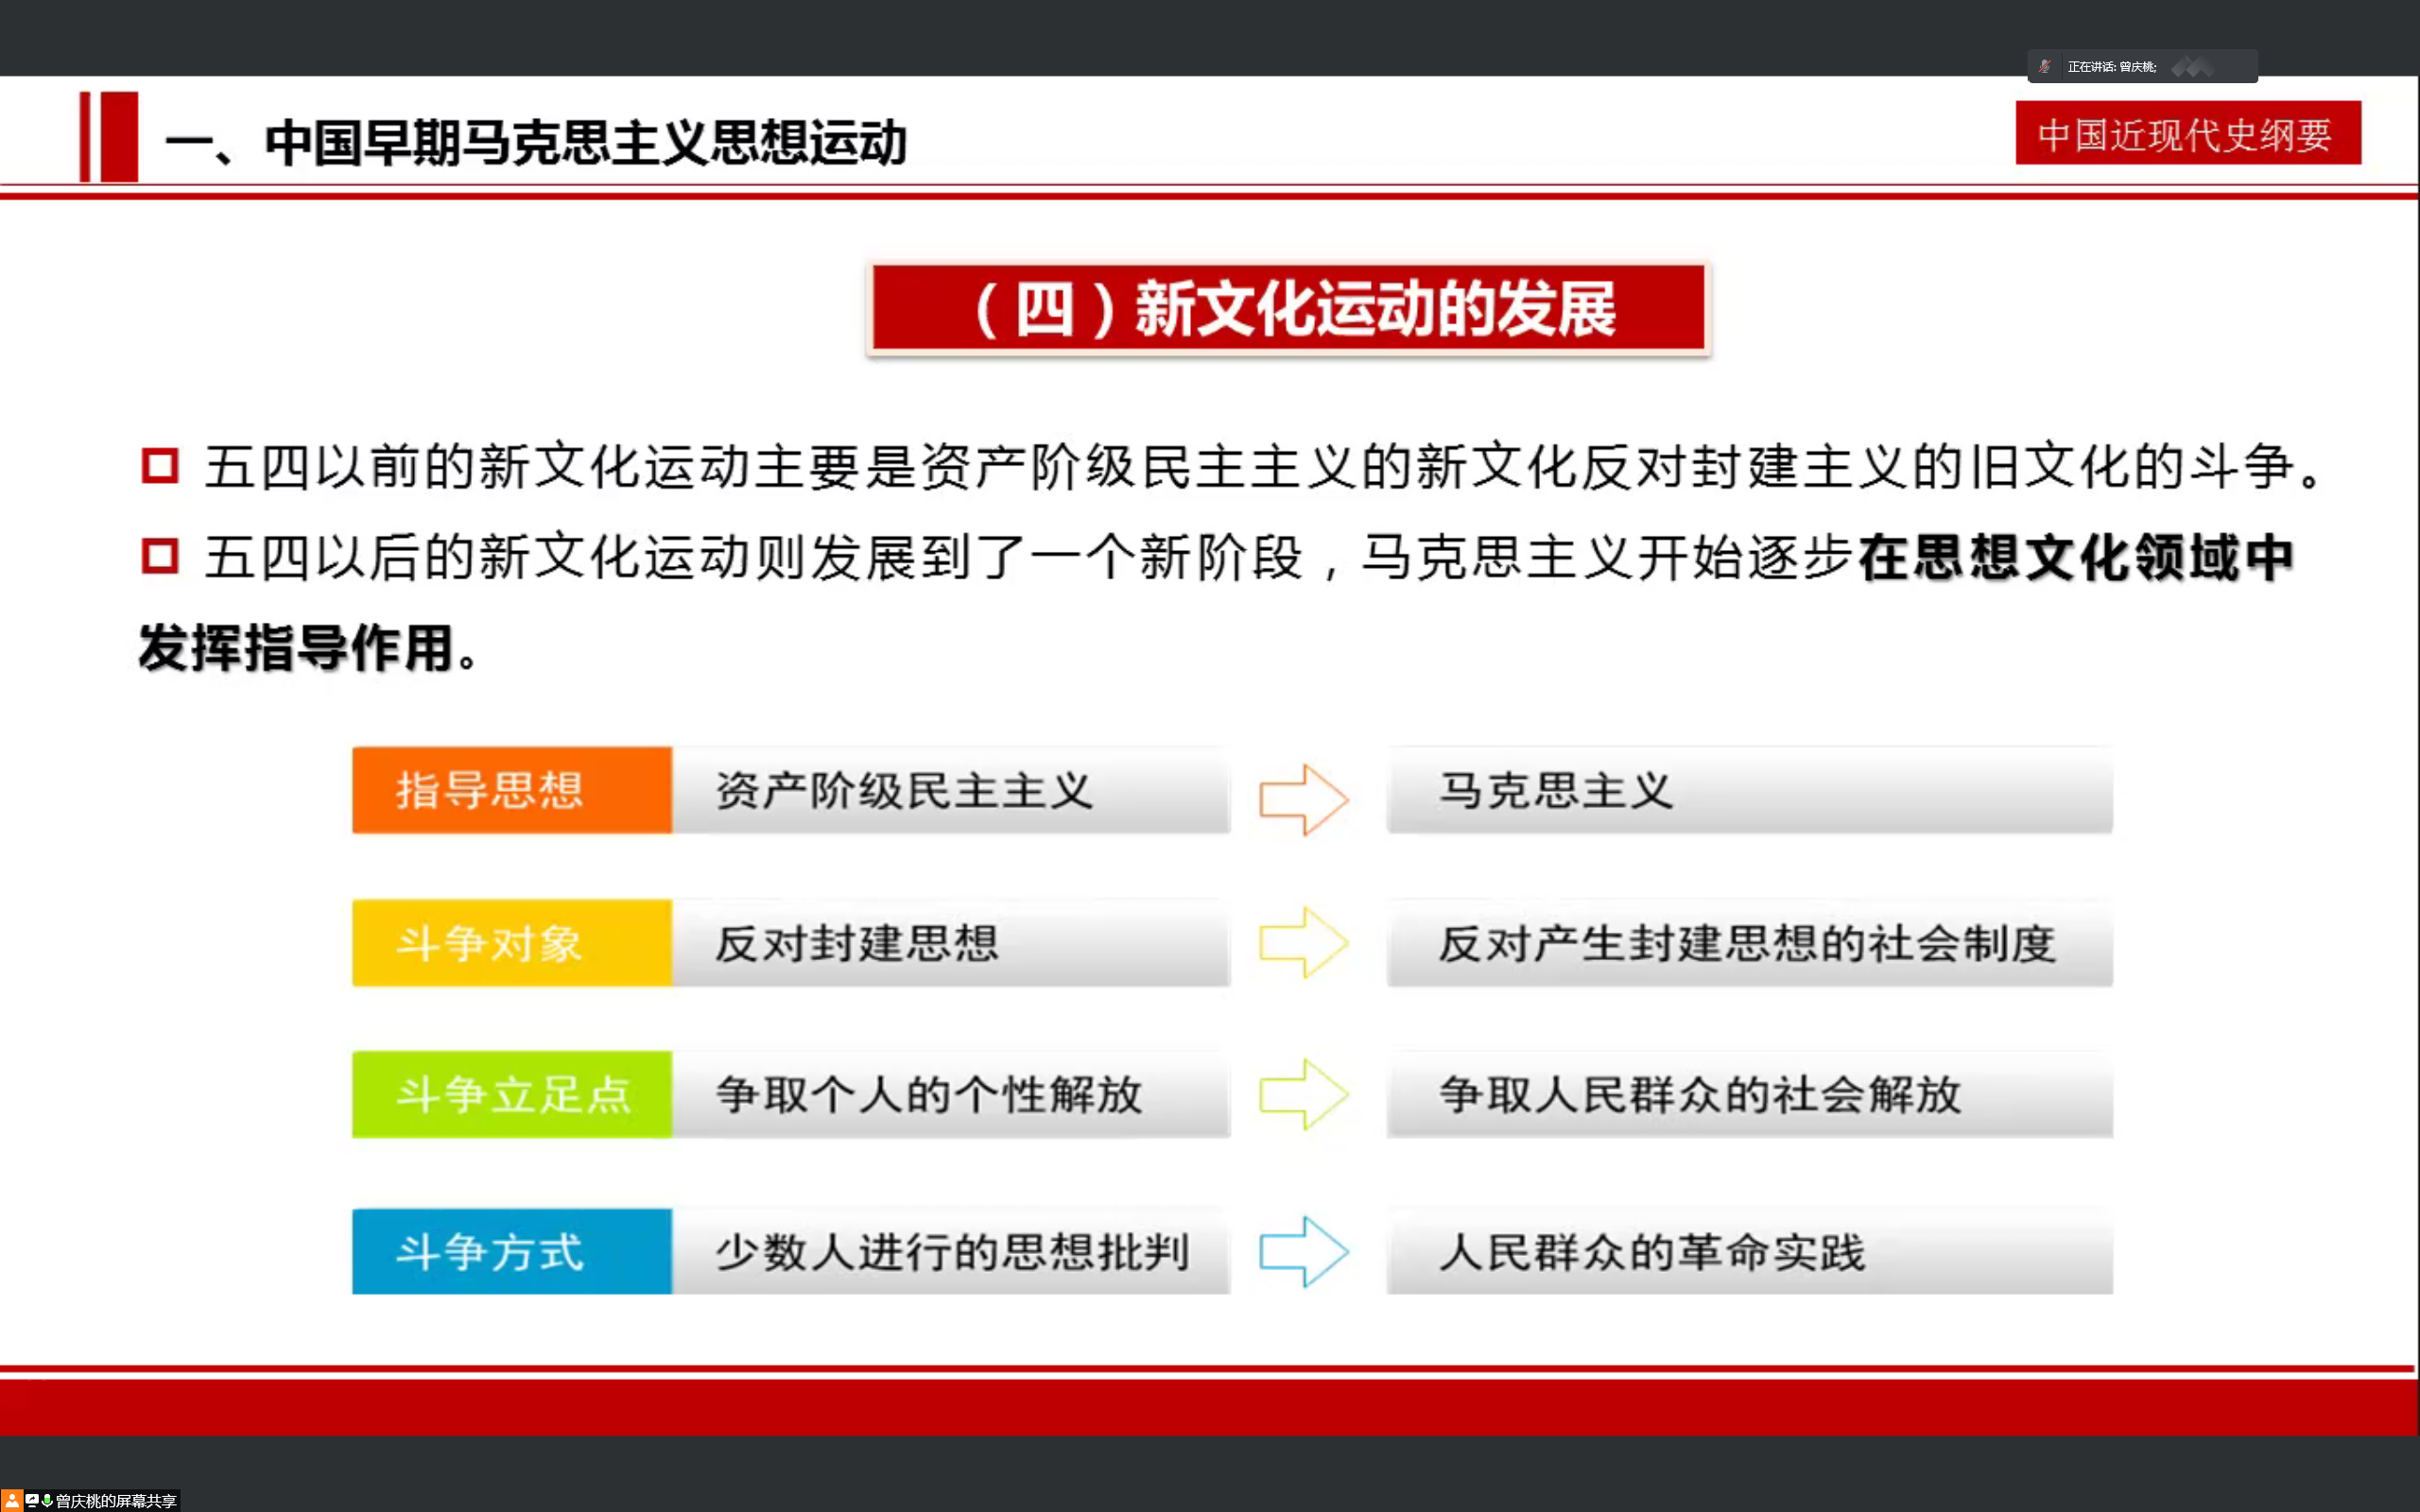 正在讲话: 曾庆桃;
一、中国早期马克思主义思想运动
中国近现代史纲要
（四）新文化运动的发展
五四以前的新文化运动主要是资产阶级民主主义的新文化反对封建主义的旧文化的斗争。
五四以后的新文化运动则发展到了一个新阶段，马克思主义开始逐步在思想文化领域中
发挥指导作用。
指导思想 资产阶级民主主义 马克思主义
斗争对象 反对封建思想 反对产生封建思想的社会制度
斗争立足点 争取个人的个性解放 争取人民群众的社会解放
斗争方式 少数人进行的思想批判 人民群众的革命实践
曾庆桃的屏幕共享